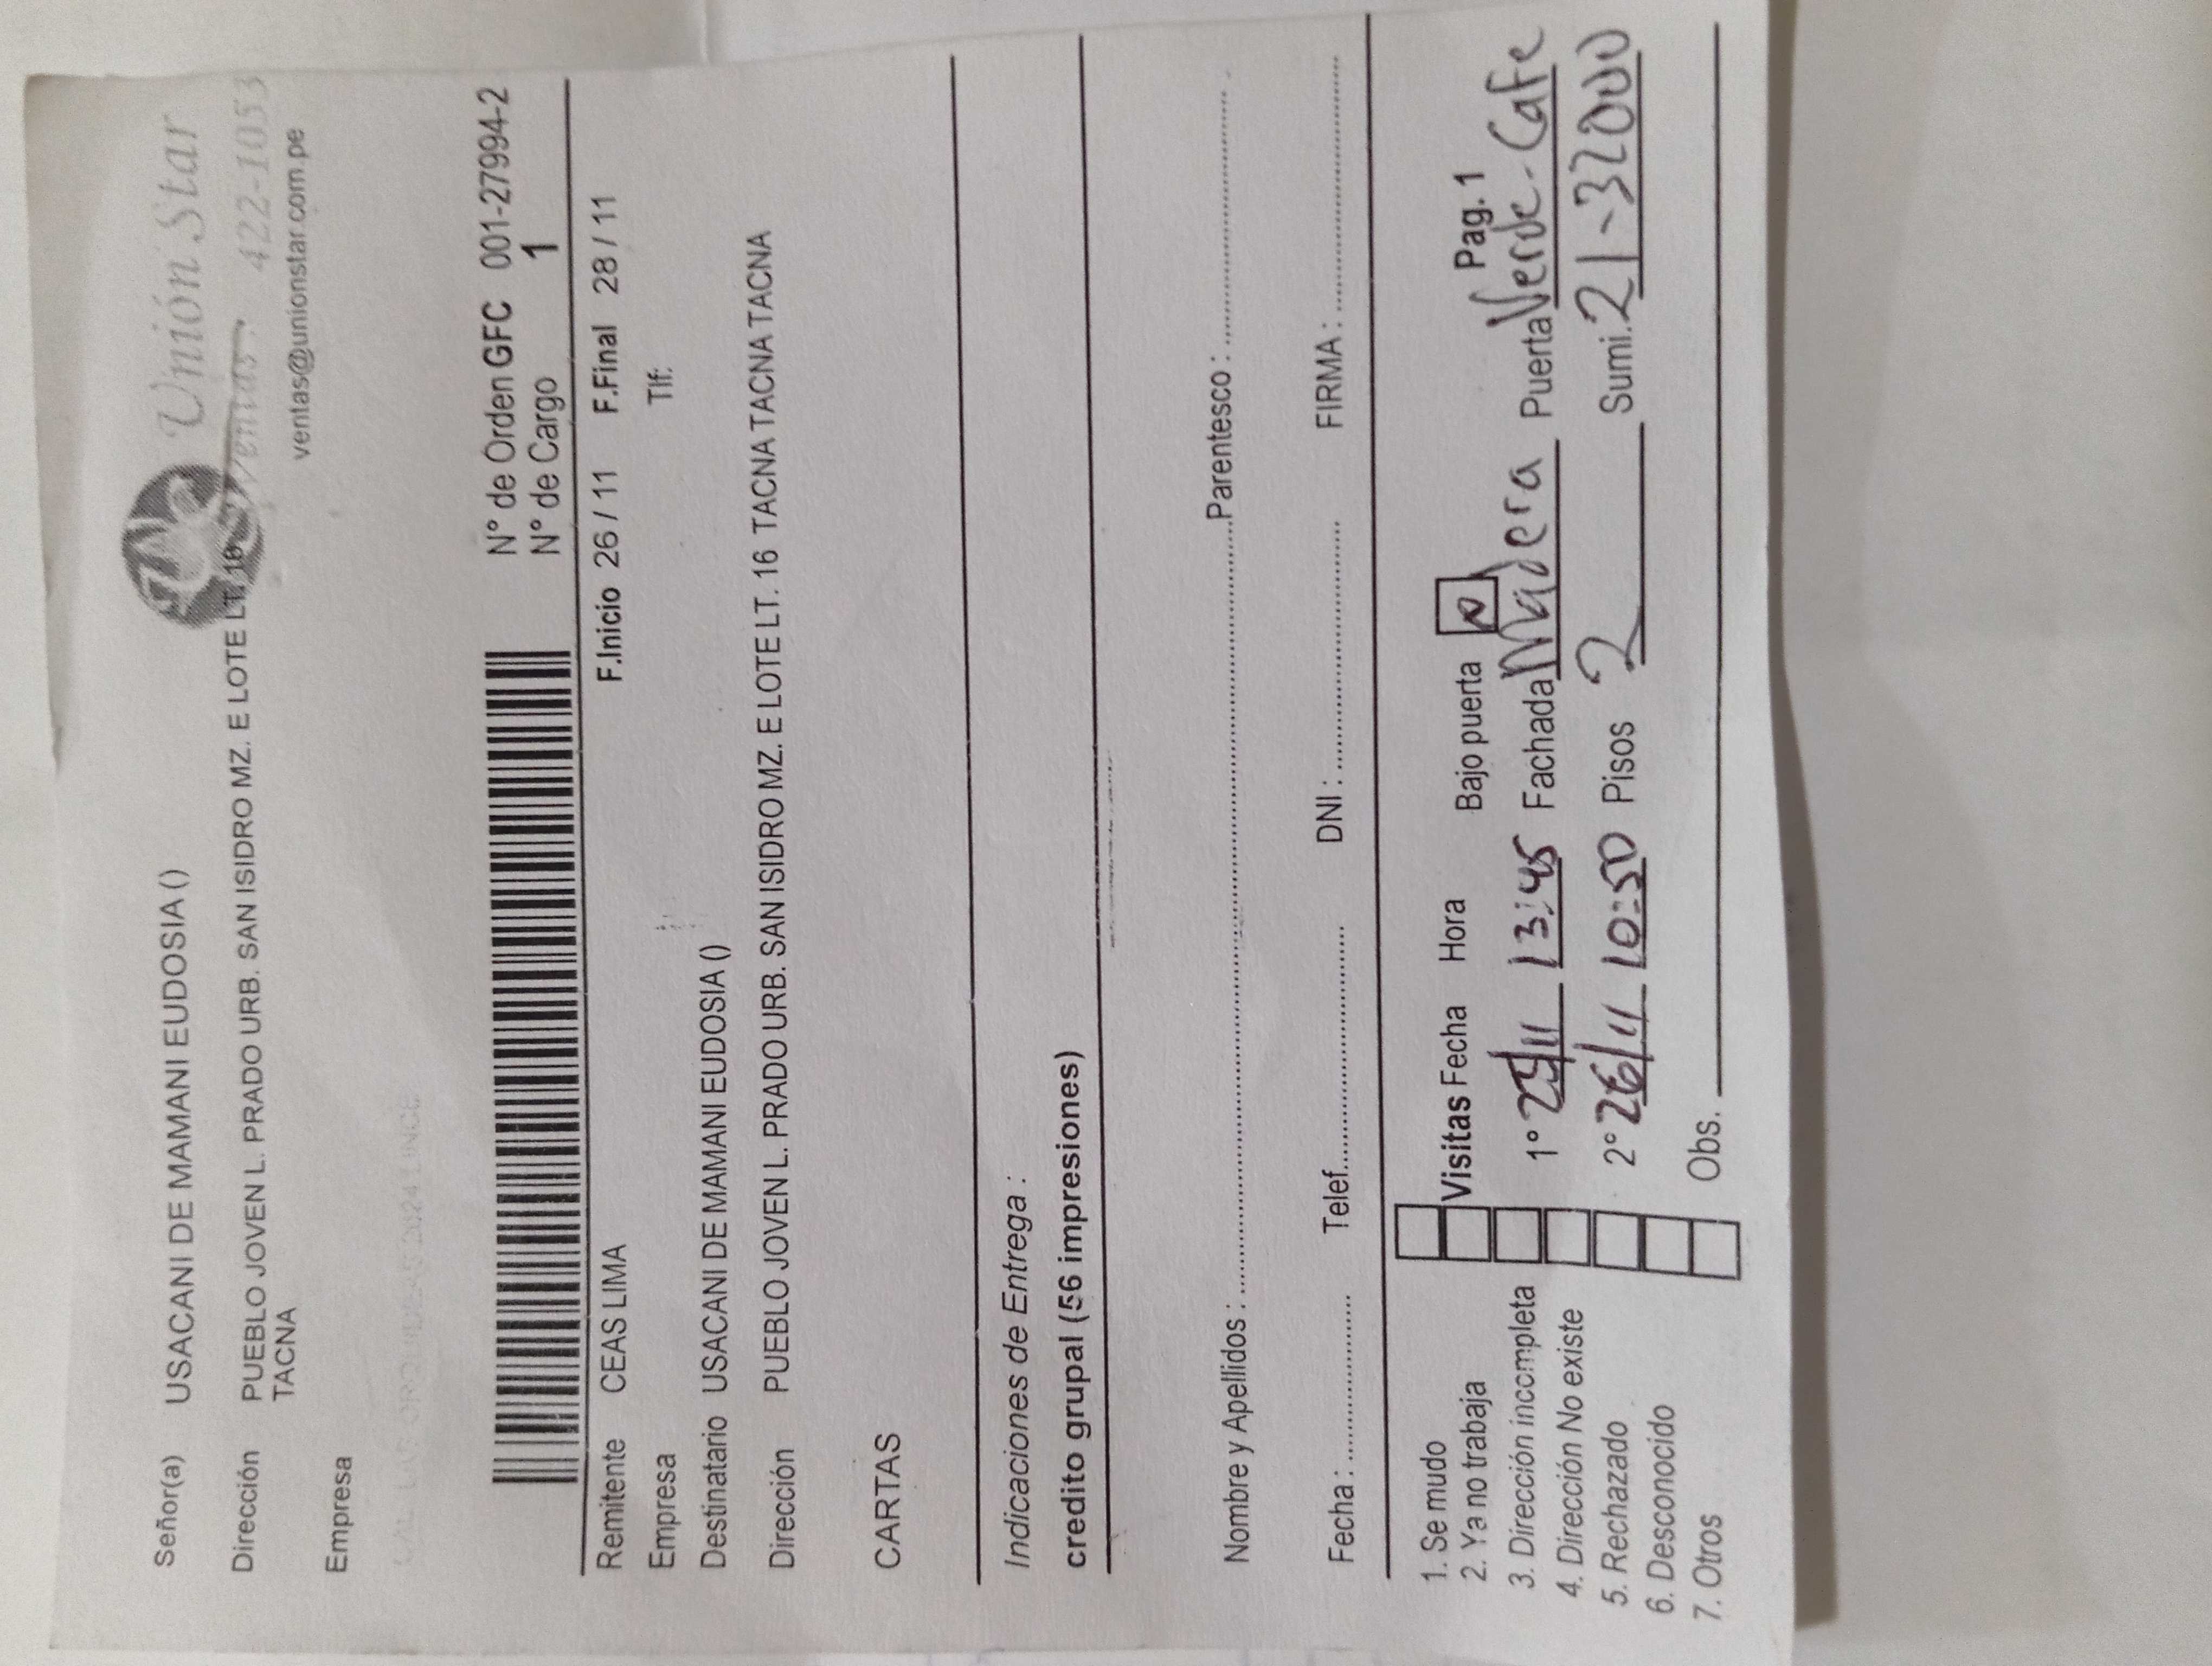 Unión Star
Ventas: 422-1053
ventas@unionstar.com.pe
Señor(a) USACANI DE MAMANI EUDOSIA ()
Dirección PUEBLO JOVEN L. PRADO URB. SAN ISIDRO MZ. E LOTE LT. 16
TACNA
Empresa
N° de Orden GFC 001-27994-2
N° de Cargo 1
Remitente CEAS LIMA F.Inicio 26 / 11 F.Final 28 / 11
Empresa Tlf:
Destinatario USACANI DE MAMANI EUDOSIA ()
Dirección PUEBLO JOVEN L. PRADO URB. SAN ISIDRO MZ. E LOTE LT. 16 TACNA TACNA TACNA
CARTAS
Indicaciones de Entrega :
credito grupal (56 impresiones)
Nombre y Apellidos : Parentesco :
Fecha : Telef. DNI : FIRMA :
1. Se mudo
2. Ya no trabaja
3. Dirección incompleta
4. Dirección No existe
5. Rechazado
6. Desconocido
7. Otros
Visitas Fecha Hora Bajo puerta Pag. 1
1° 25/11 13:45 Fachada Madera Puerta Verde-Cafe
2° 26/11 10:50 Pisos 2 Sumi. 21-32000
Obs.